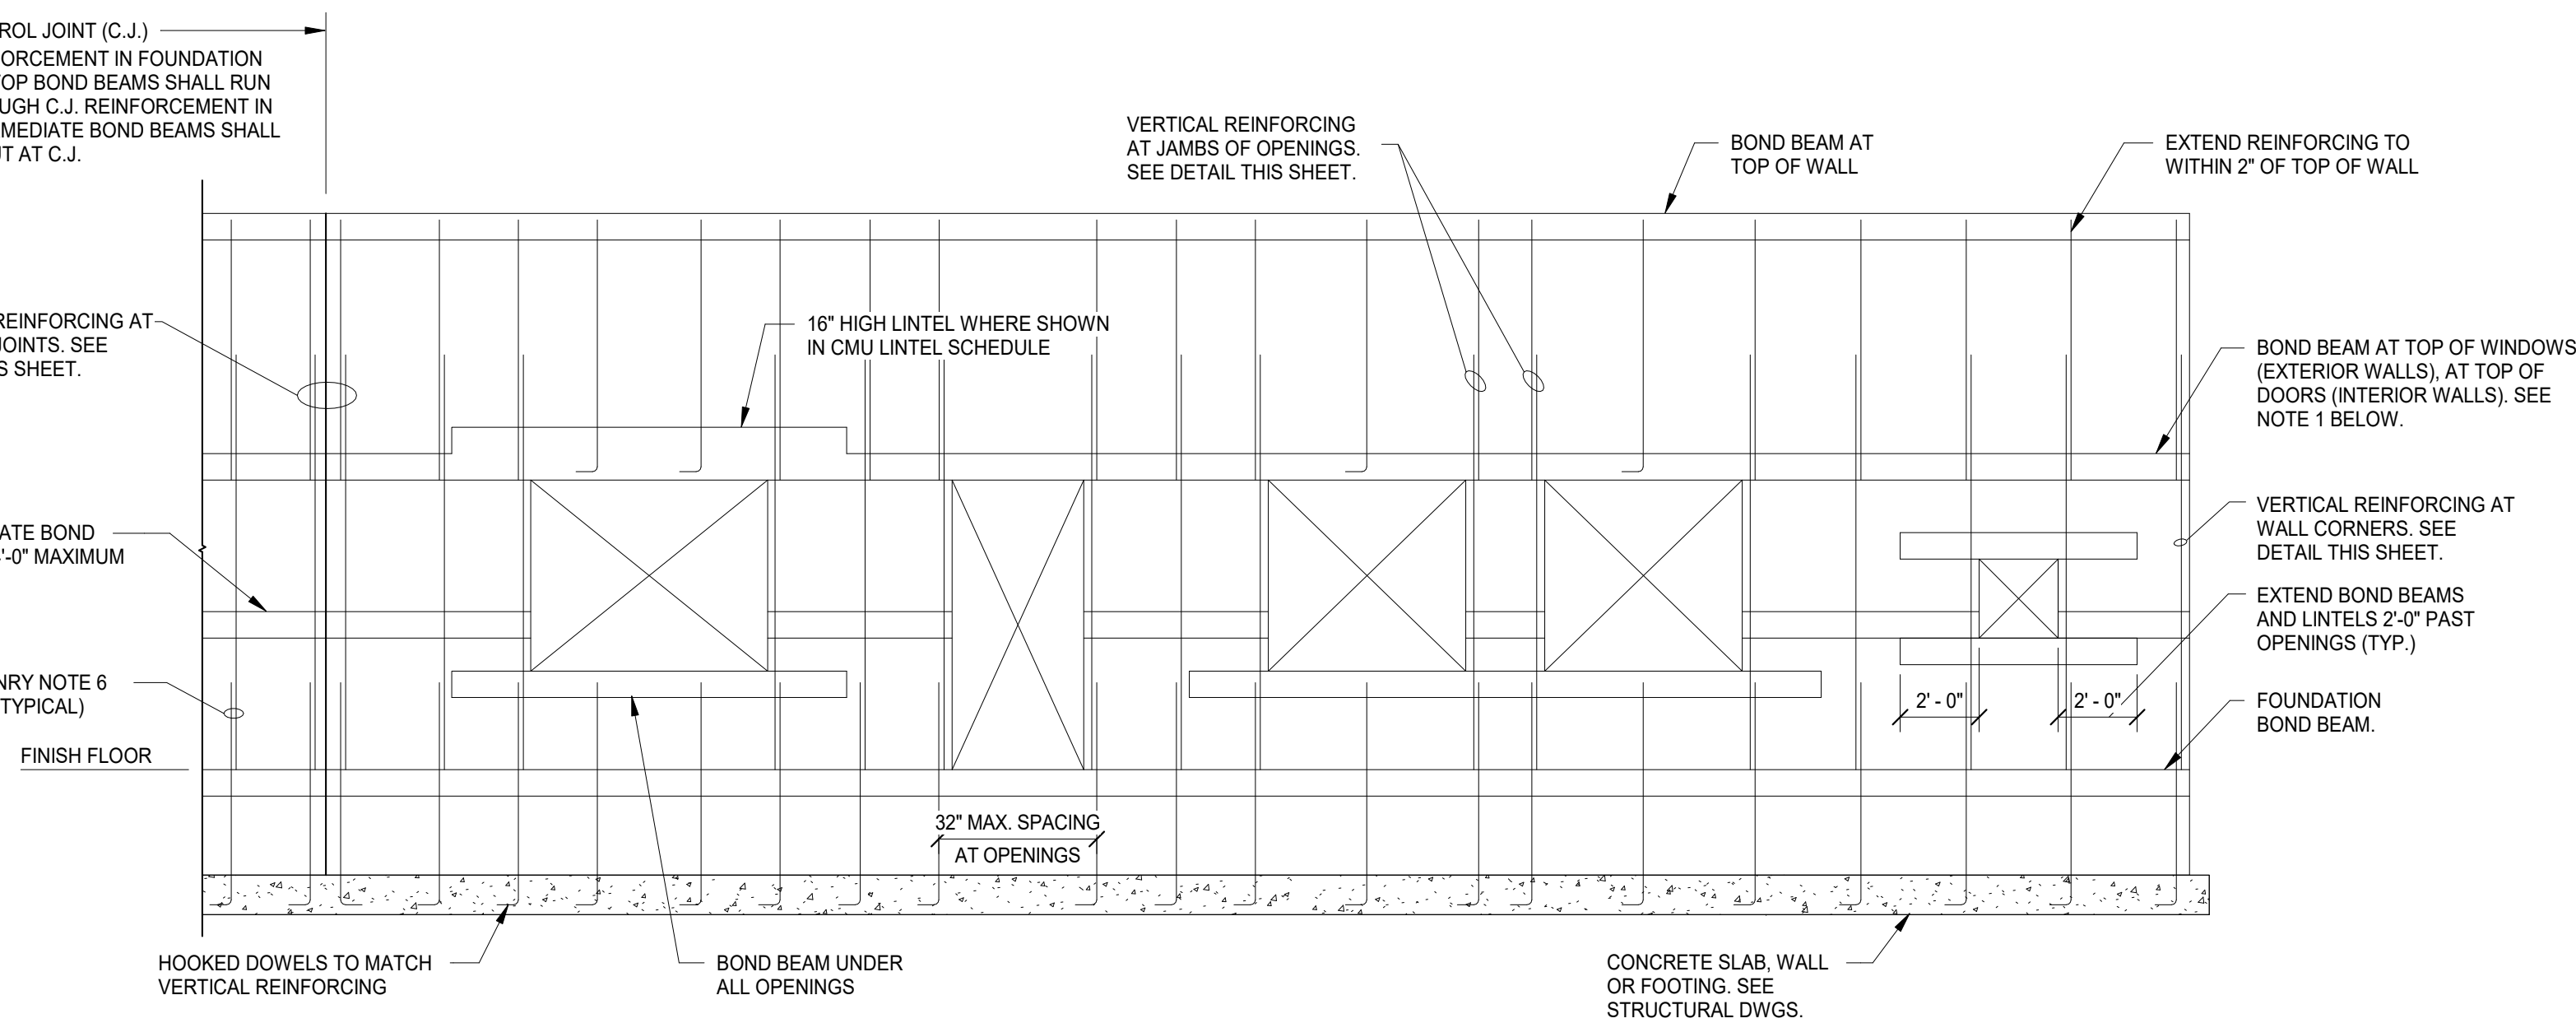 ROL JOINT (C.J.)
ORCEMENT IN FOUNDATION
TOP BOND BEAMS SHALL RUN
UGH C.J. REINFORCEMENT IN
MEDIATE BOND BEAMS SHALL
UT AT C.J.
VERTICAL REINFORCING
AT JAMBS OF OPENINGS.
SEE DETAIL THIS SHEET.
BOND BEAM AT
TOP OF WALL
EXTEND REINFORCING TO
WITHIN 2" OF TOP OF WALL
REINFORCING AT
JOINTS. SEE
S SHEET.
16" HIGH LINTEL WHERE SHOWN
IN CMU LINTEL SCHEDULE
BOND BEAM AT TOP OF WINDOWS
(EXTERIOR WALLS), AT TOP OF
DOORS (INTERIOR WALLS). SEE
NOTE 1 BELOW.
ATE BOND
'-0" MAXIMUM
VERTICAL REINFORCING AT
WALL CORNERS. SEE
DETAIL THIS SHEET.
EXTEND BOND BEAMS
AND LINTELS 2'-0" PAST
OPENINGS (TYP.)
NRY NOTE 6
TYPICAL)
2' - 0"
2' - 0"
FOUNDATION
BOND BEAM.
FINISH FLOOR
32" MAX. SPACING
AT OPENINGS
HOOKED DOWELS TO MATCH
VERTICAL REINFORCING
BOND BEAM UNDER
ALL OPENINGS
CONCRETE SLAB, WALL
OR FOOTING. SEE
STRUCTURAL DWGS.